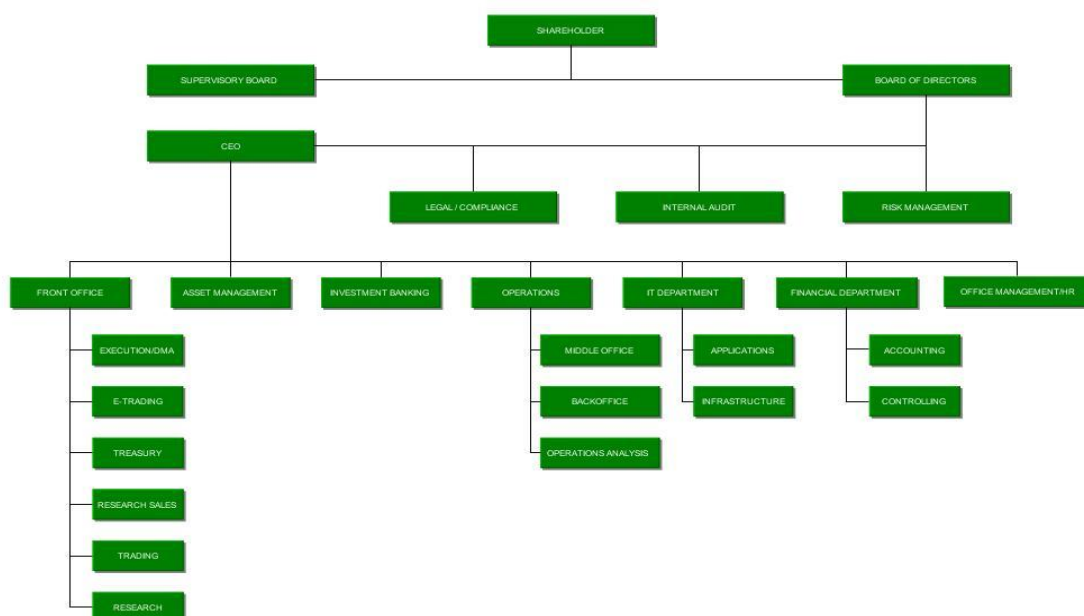 SHAREHOLDER
SUPERVISORY BOARD
BOARD OF DIRECTORS
CEO
LEGAL / COMPLIANCE
INTERNAL AUDIT
RISK MANAGEMENT
FRONT OFFICE
ASSET MANAGEMENT
INVESTMENT BANKING
OPERATIONS
IT DEPARTMENT
FINANCIAL DEPARTMENT
OFFICE MANAGEMENT/HR
EXECUTION/DMA
MIDDLE OFFICE
APPLICATIONS
ACCOUNTING
E-TRADING
BACKOFFICE
INFRASTRUCTURE
CONTROLLING
TREASURY
OPERATIONS ANALYSIS
RESEARCH SALES
TRADING
RESEARCH